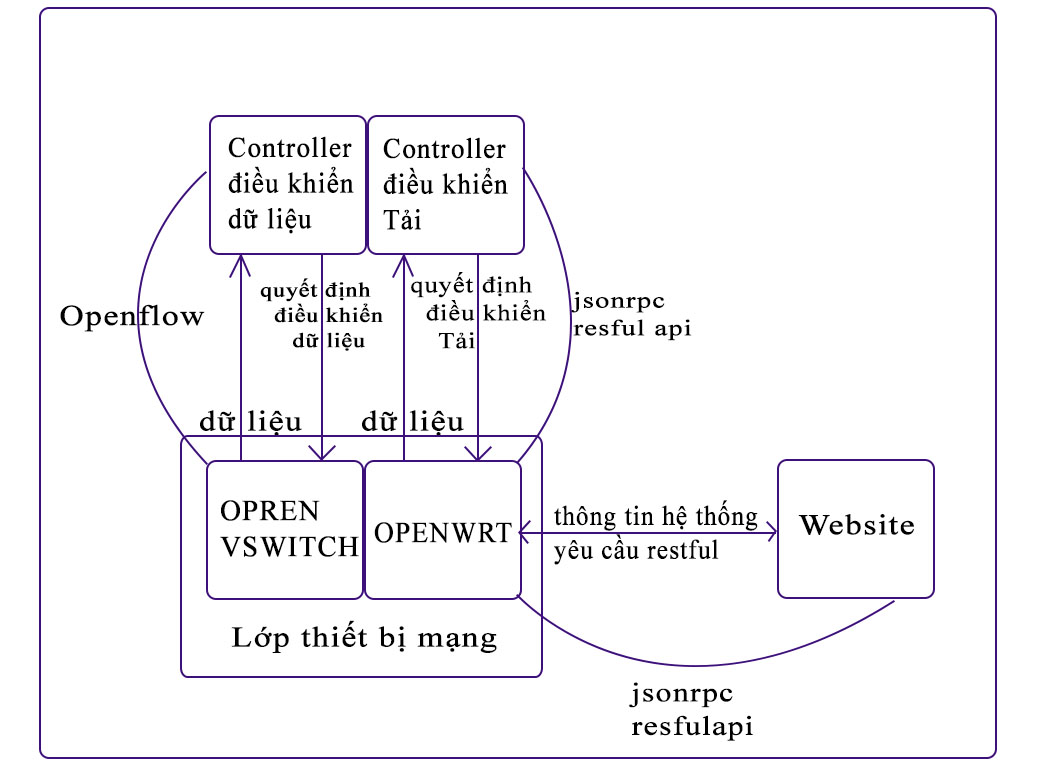 Controller
điều khiển
dữ liệu
Controller
điều khiển
Tải
Openflow
quyết định
điều khiển
dữ liệu
quyết định
điều khiển
Tải
jsonrpc
resful api
dữ liệu
dữ liệu
OPREN
VSWITCH
OPENWRT
thông tin hệ thống
yêu cầu restful
Website
Lớp thiết bị mạng
jsonrpc
resfulapi